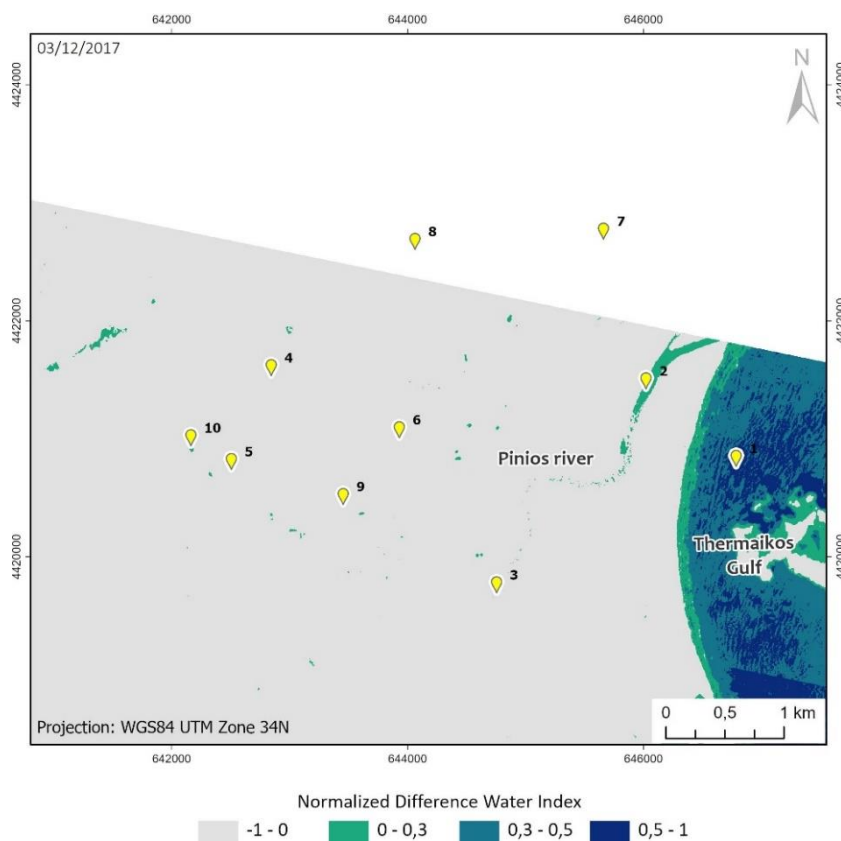 642000 644000 646000
03/12/2017
N
4424000 4424000
7
8
4422000 4422000
4
2
6
10
1
5
Pinios river
9
Thermaikos
Gulf
4420000 4420000
3
0 0,5 1 km
Projection: WGS84 UTM Zone 34N
642000 644000 646000
Normalized Difference Water Index
-1 - 0 0 - 0,3 0,3 - 0,5 0,5 - 1